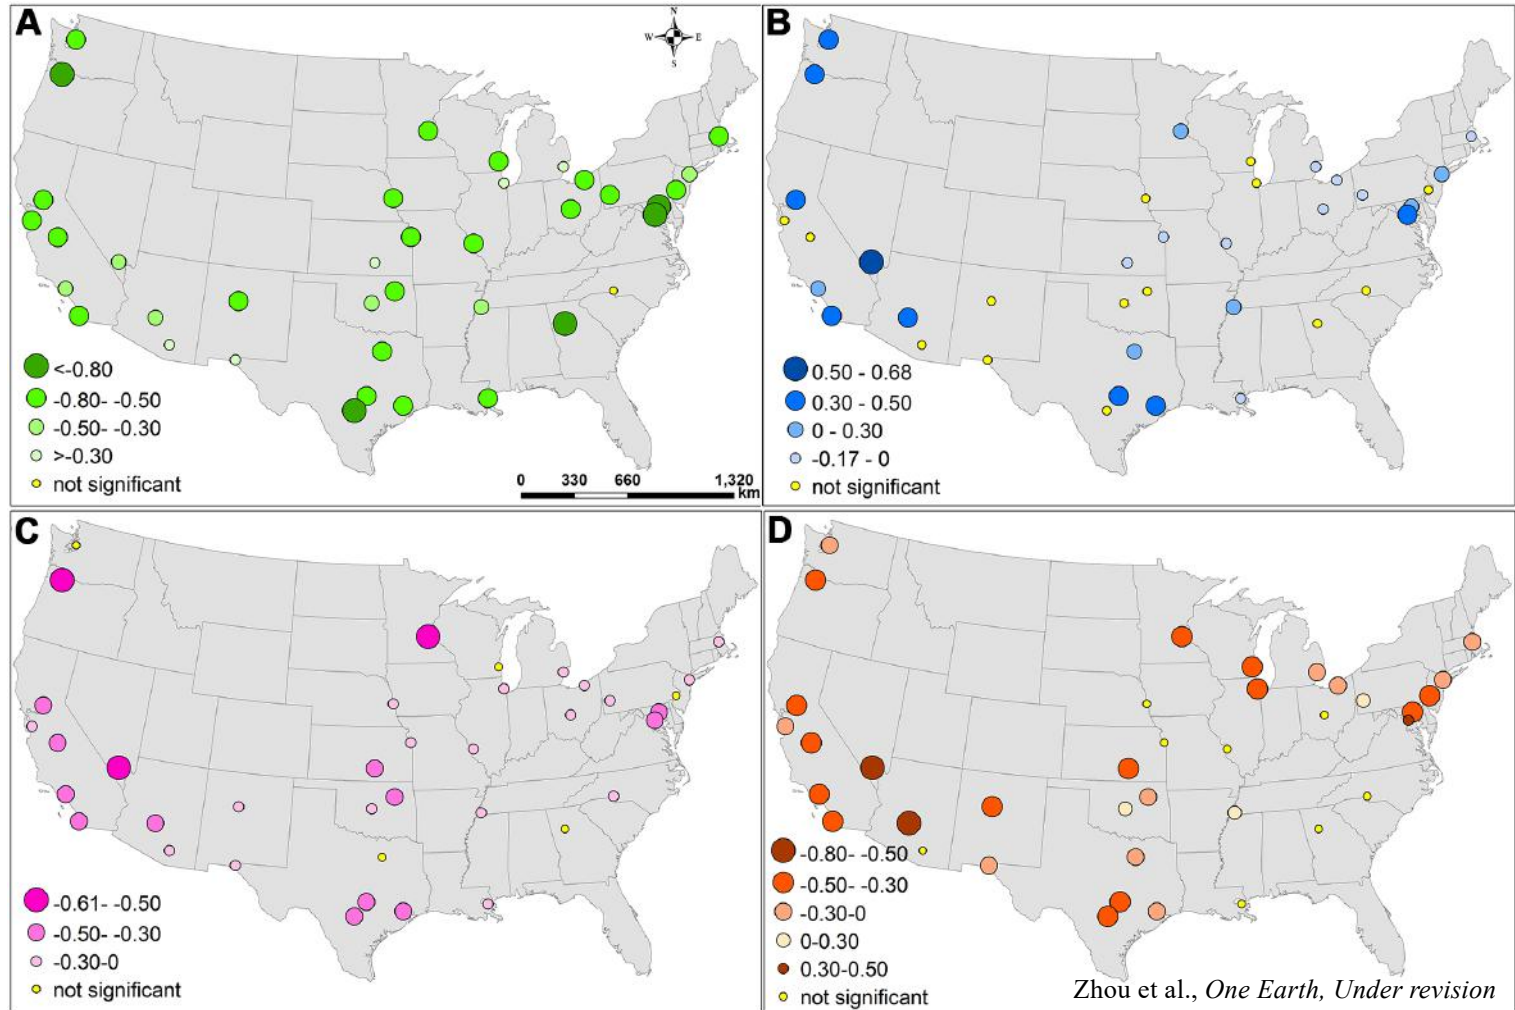 A
N
W E
S
<-0.80
-0.80- -0.50
-0.50- -0.30
>-0.30
not significant
0 330 660 1,320
km
B
0.50 - 0.68
0.30 - 0.50
0 - 0.30
-0.17 - 0
not significant
C
-0.61- -0.50
-0.50- -0.30
-0.30-0
not significant
D
-0.80- -0.50
-0.50- -0.30
-0.30-0
0-0.30
0.30-0.50
not significant
Zhou et al., One Earth, Under revision